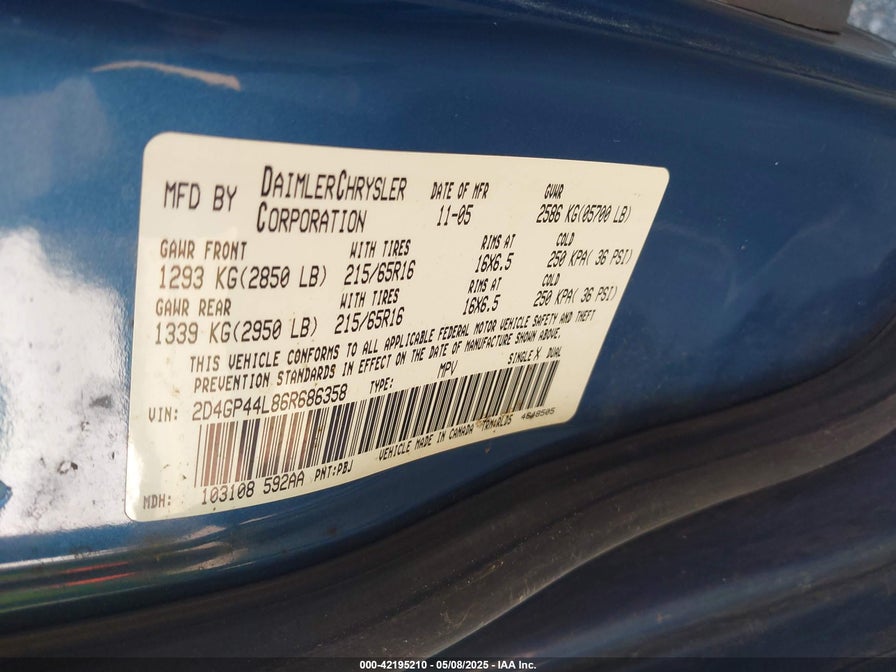 MFD BY DAIMLERCHRYSLER CORPORATION
DATE OF MFR 11-05
GVWR 2586 KG(05700 LB)
GAWR FRONT WITH TIRES RIMS AT COLD
1293 KG(2850 LB) 215/65R16 16X6.5 250 KPA( 36 PSI)
GAWR REAR WITH TIRES RIMS AT COLD
1339 KG(2950 LB) 215/65R16 16X6.5 250 KPA( 36 PSI)
THIS VEHICLE CONFORMS TO ALL APPLICABLE FEDERAL MOTOR VEHICLE SAFETY AND THEFT
PREVENTION STANDARDS IN EFFECT ON THE DATE OF MANUFACTURE SHOWN ABOVE.
VIN: 2D4GP44L86R686358 TYPE: MPV SINGLE X DUAL
MDH: 103108 592AA PNT:PBJ VEHICLE MADE IN CANADA
000-42195210 - 05/08/2025 - IAA Inc.